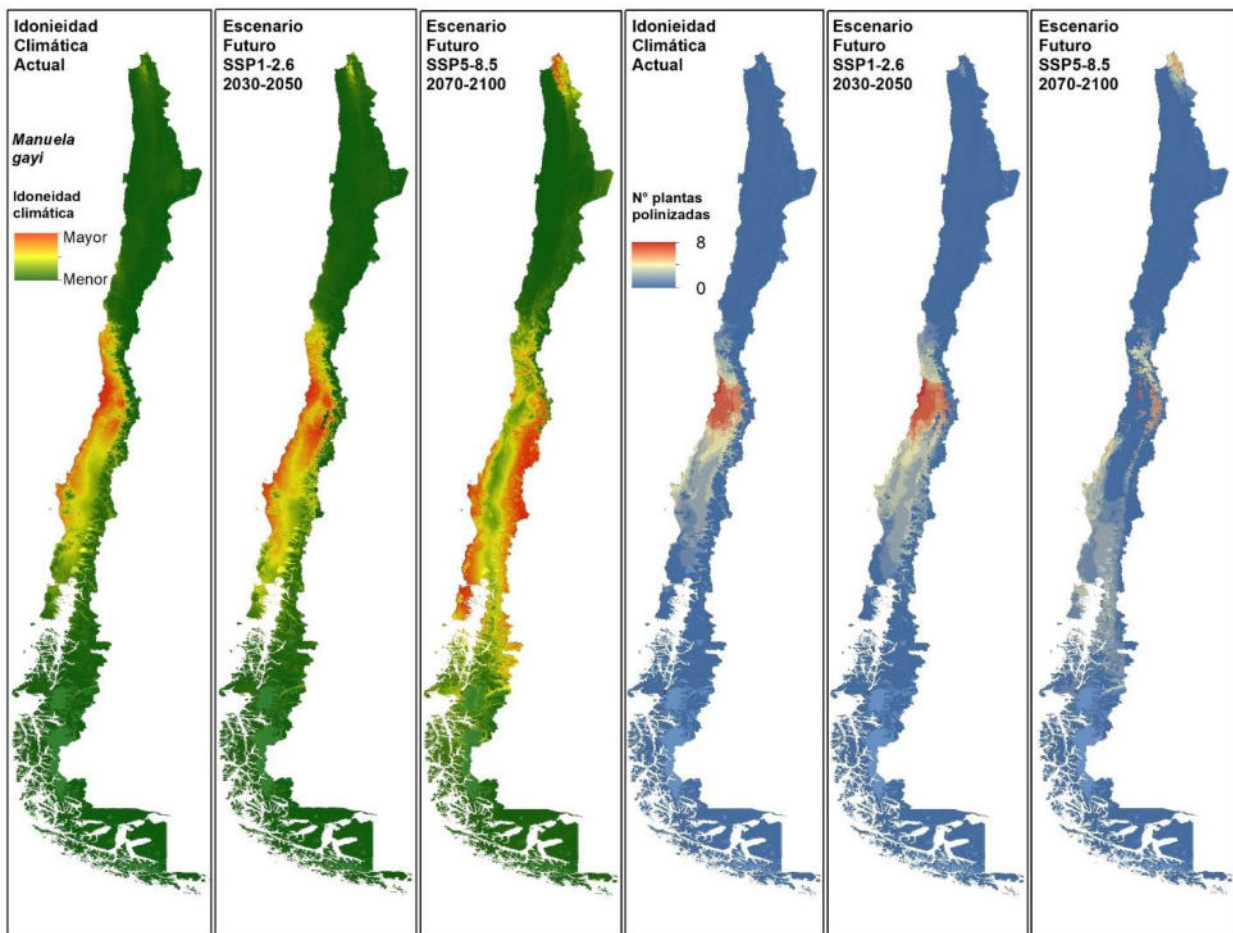 Idonieidad
Climática
Actual
Manuela
gayi
Idoneidad
climática
Mayor
Menor
Escenario
Futuro
SSP1-2.6
2030-2050
Escenario
Futuro
SSP5-8.5
2070-2100
Idonieidad
Climática
Actual
N° plantas
polinizadas
8
0
Escenario
Futuro
SSP1-2.6
2030-2050
Escenario
Futuro
SSP5-8.5
2070-2100